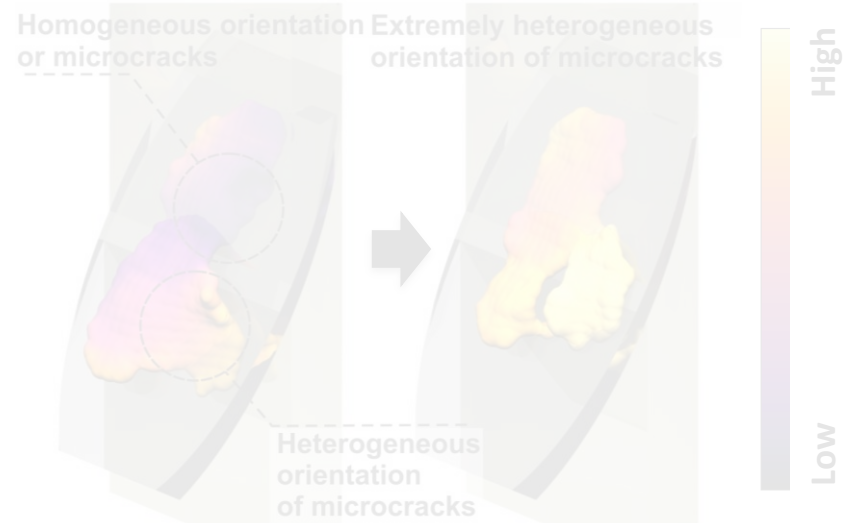 Homogeneous orientation
or microcracks
Extremely heterogeneous
orientation of microcracks
High
Low
Heterogeneous
orientation
of microcracks